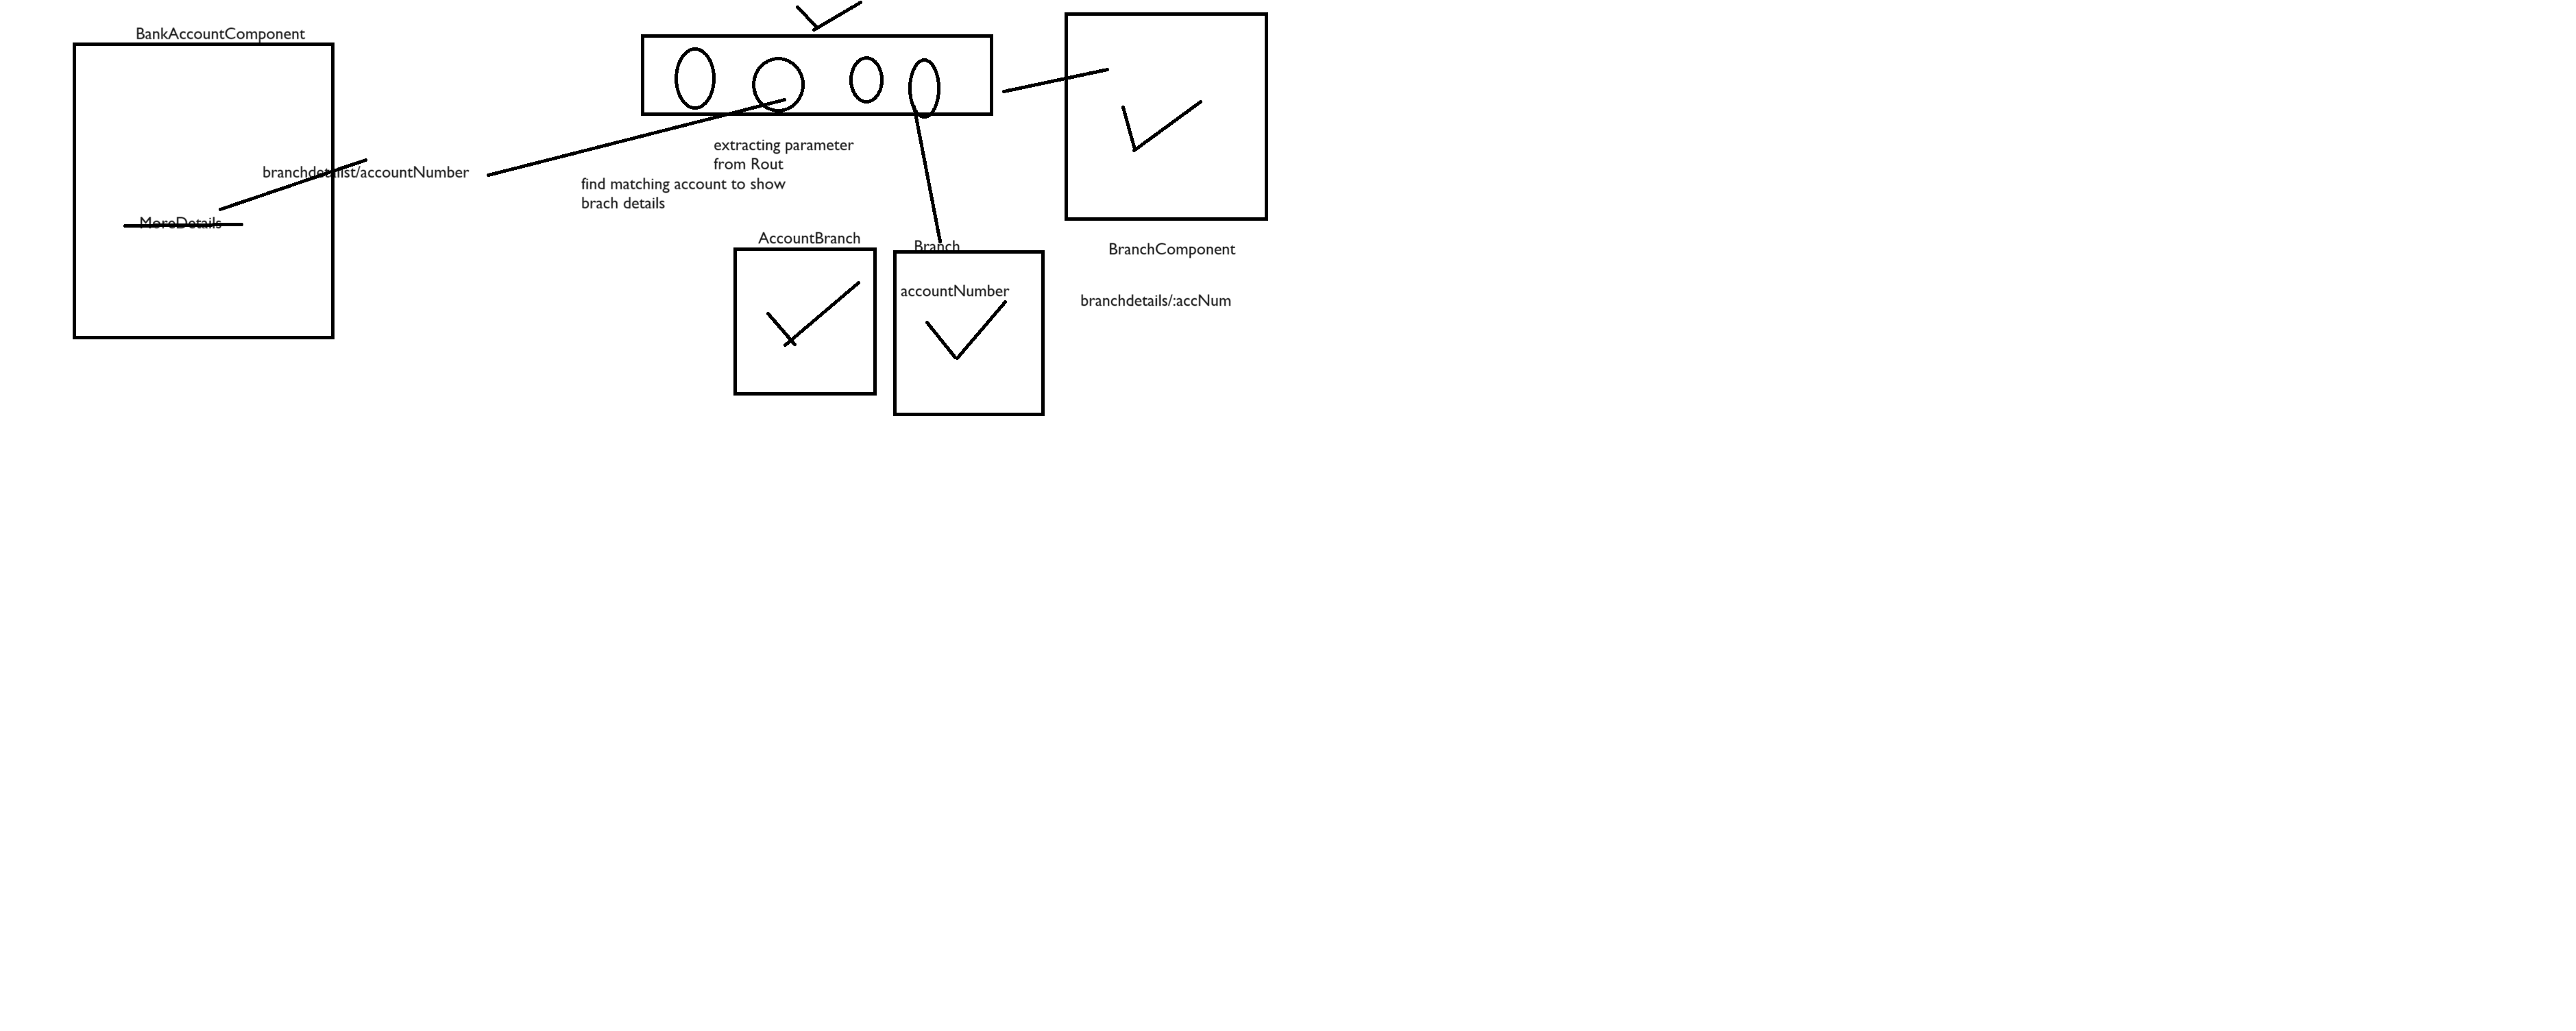 BankAccountComponent
branchdetailst/accountNumber
MoreDetails
extracting parameter
from Rout
find matching account to show
brach details
AccountBranch
Branch
accountNumber
BranchComponent
branchdetails/:accNum